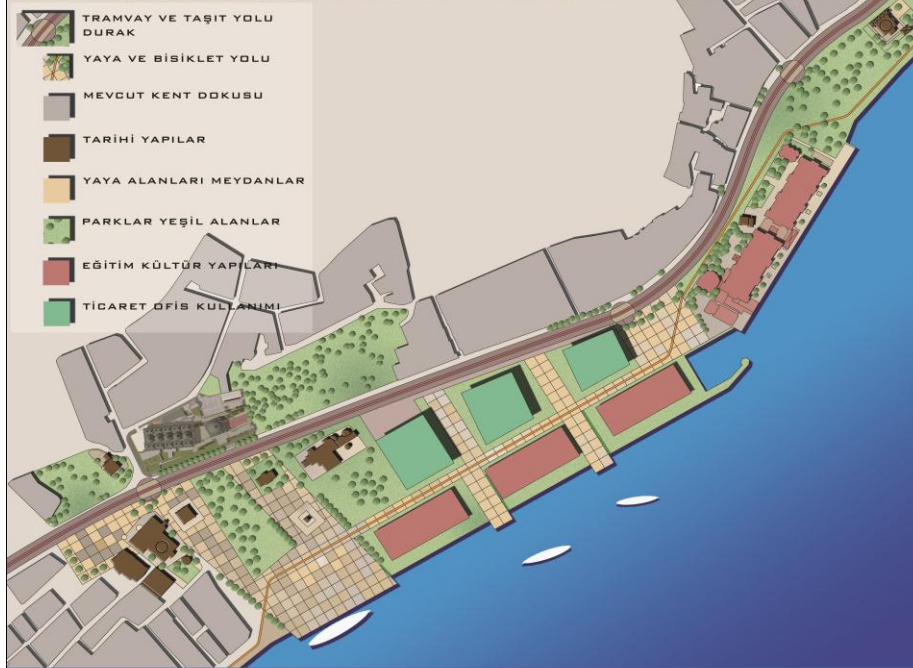 TRAMVAY VE TAŞIT YOLU
DURAK
YAYA VE BİSİKLET YOLU
MEVCUT KENT DOKUSU
TARİHİ YAPILAR
YAYA ALANLARI MEYDANLAR
PARKLAR YEŞİL ALANLAR
EĞİTİM KÜLTÜR YAPILARI
TİCARET OFİS KULLANIMI